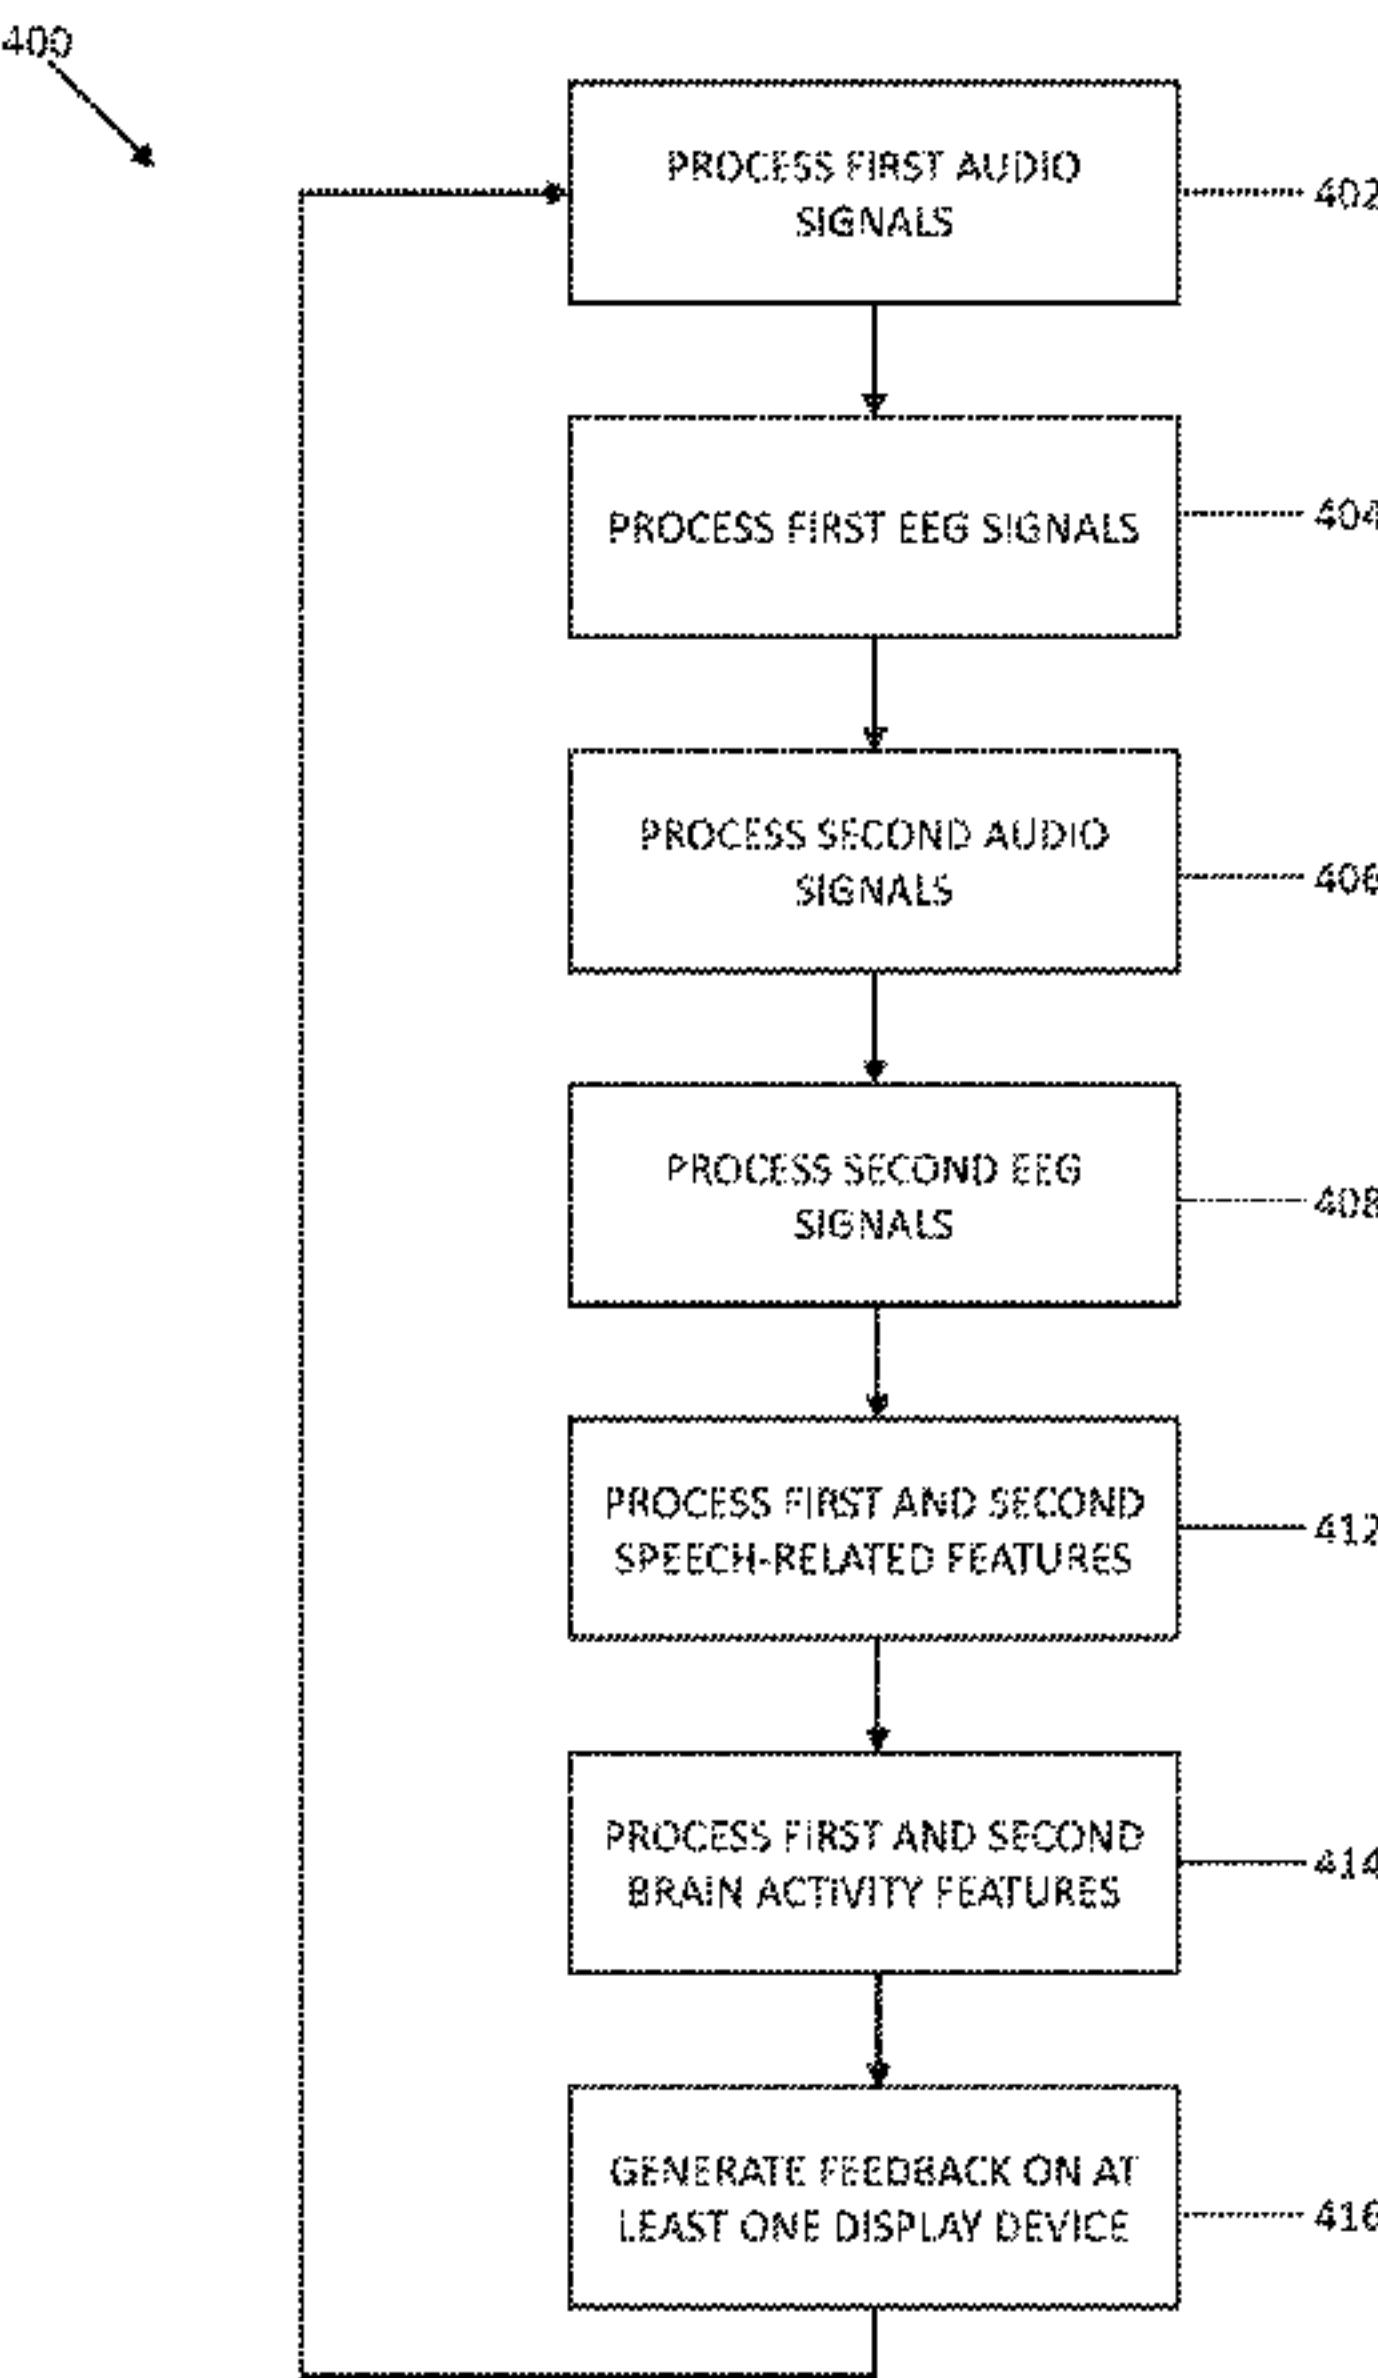 400
PROCESS FIRST AUDIO
SIGNALS
402
PROCESS FIRST EEG SIGNALS
404
PROCESS SECOND AUDIO
SIGNALS
406
PROCESS SECOND EEG
SIGNALS
408
PROCESS FIRST AND SECOND
SPEECH-RELATED FEATURES
412
PROCESS FIRST AND SECOND
BRAIN ACTIVITY FEATURES
414
GENERATE FEEDBACK ON AT
LEAST ONE DISPLAY DEVICE
416